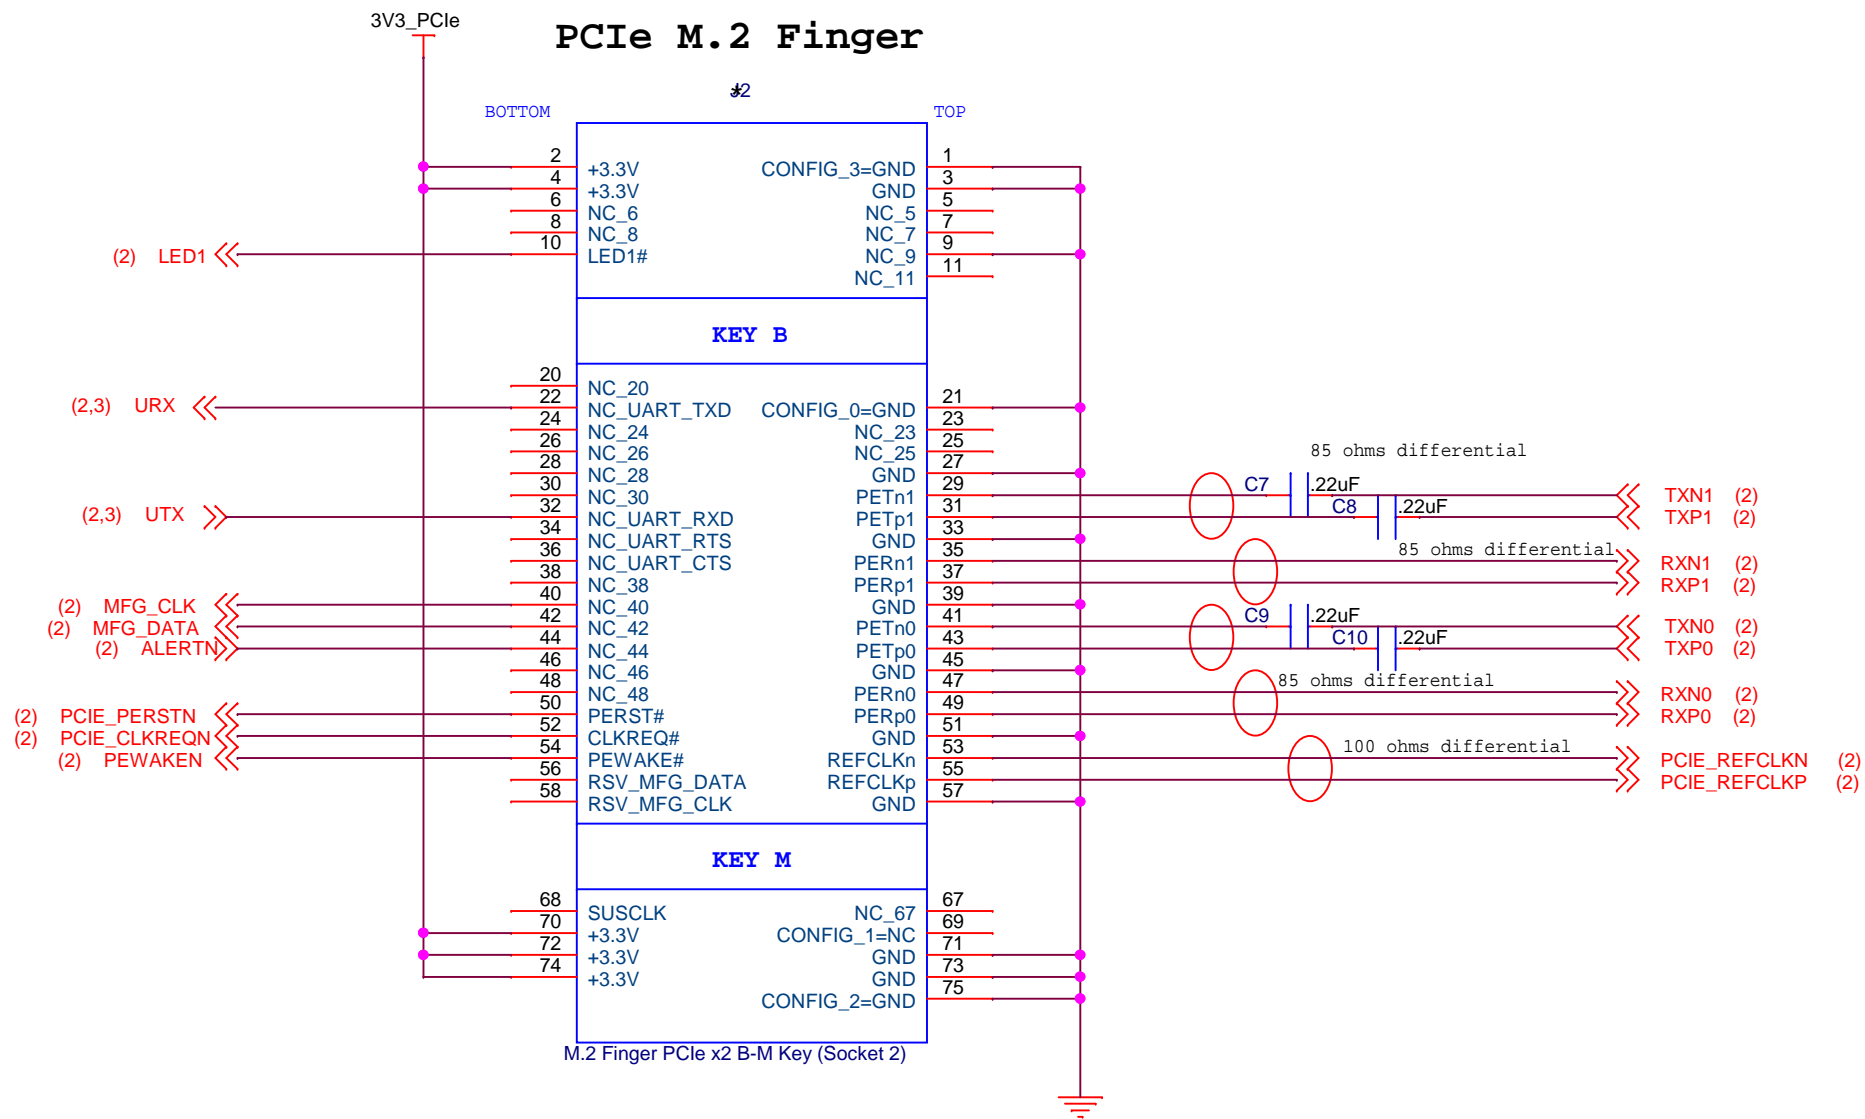 3V3_PCIe
PCIe M.2 Finger
J2
*
BOTTOM
TOP
2 +3.3V CONFIG_3=GND 1
4 +3.3V GND 3
6 NC_6 NC_5 5
8 NC_8 NC_7 7
(2) LED1 10 LED1# NC_9 9
NC_11 11
KEY B
20 NC_20
(2,3) URX 22 NC_UART_TXD CONFIG_0=GND 21
24 NC_24 NC_23 23
26 NC_26 NC_25 25
85 ohms differential
28 NC_28 GND 27
30 NC_30 PETn1 29 C7 .22uF TXN1 (2)
(2,3) UTX 32 NC_UART_RXD PETp1 31 C8 .22uF TXP1 (2)
34 NC_UART_RTS GND 33
85 ohms differential
36 NC_UART_CTS PERn1 35 RXN1 (2)
38 NC_38 PERp1 37 RXP1 (2)
(2) MFG_CLK 40 NC_40 GND 39
(2) MFG_DATA 42 NC_42 PETn0 41 C9 .22uF TXN0 (2)
(2) ALERTN 44 NC_44 PETp0 43 C10 .22uF TXP0 (2)
46 NC_46 GND 45
85 ohms differential
48 NC_48 PERn0 47 RXN0 (2)
(2) PCIE_PERSTN 50 PERST# PERp0 49 RXP0 (2)
(2) PCIE_CLKREQN 52 CLKREQ# GND 51
100 ohms differential
(2) PEWAKEN 54 PEWAKE# REFCLKn 53 PCIE_REFCLKN (2)
56 RSV_MFG_DATA REFCLKp 55 PCIE_REFCLKP (2)
58 RSV_MFG_CLK GND 57
KEY M
68 SUSCLK NC_67 67
70 +3.3V CONFIG_1=NC 69
72 +3.3V GND 71
74 +3.3V GND 73
CONFIG_2=GND 75
M.2 Finger PCIe x2 B-M Key (Socket 2)